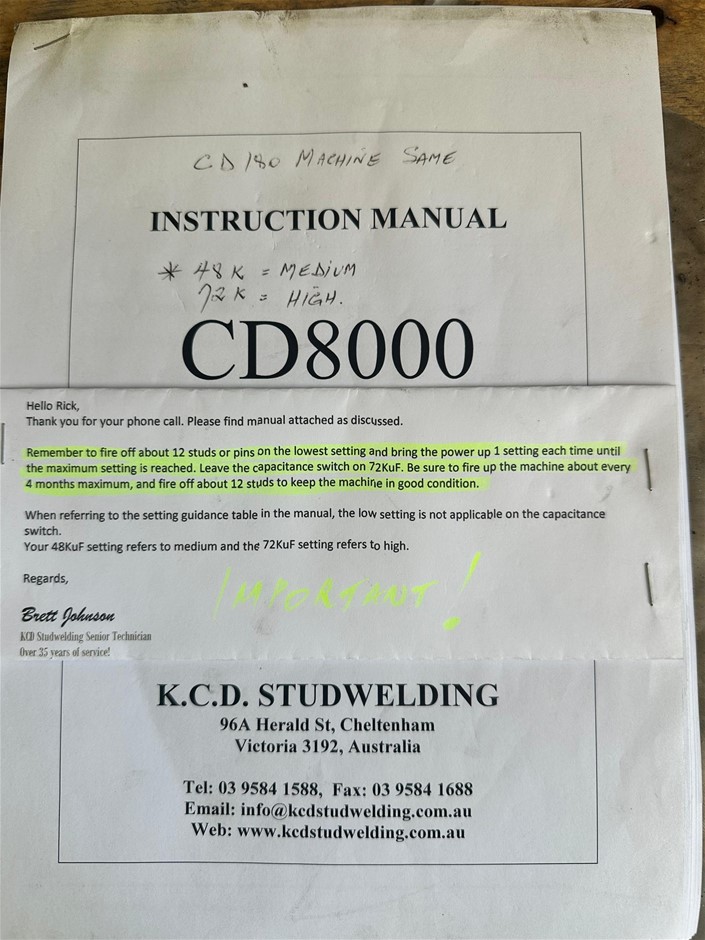 CD 180 MACHINE SAME
INSTRUCTION MANUAL
* 48 K = MEDIUM
72 K = HIGH.
CD8000
Hello Rick,
Thank you for your phone call. Please find manual attached as discussed.
Remember to fire off about 12 studs or pins on the lowest setting and bring the power up 1 setting each time until
the maximum setting is reached. Leave the capacitance switch on 72KuF. Be sure to fire up the machine about every
4 months maximum, and fire off about 12 studs to keep the machine in good condition.
When referring to the setting guidance table in the manual, the low setting is not applicable on the capacitance
switch.
Your 48KuF setting refers to medium and the 72KuF setting refers to high.
Regards,
IMPORTANT!
Brett Johnson
KCD Studwelding Senior Technician
Over 35 years of service!
K.C.D. STUDWELDING
96A Herald St, Cheltenham
Victoria 3192, Australia
Tel: 03 9584 1588, Fax: 03 9584 1688
Email: info@kcdstudwelding.com.au
Web: www.kcdstudwelding.com.au